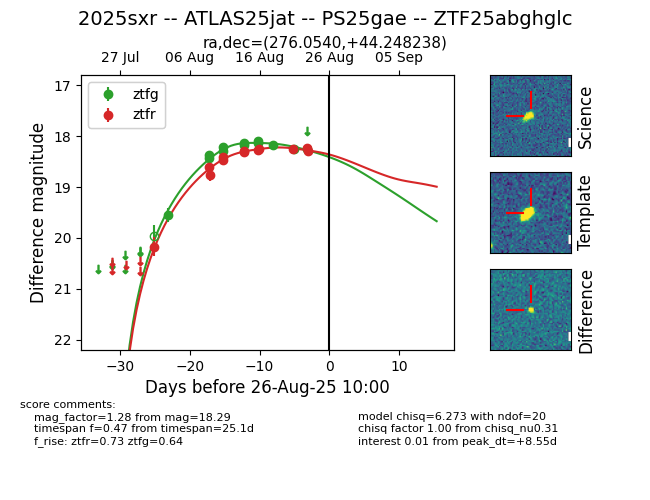 2025sxr -- ATLAS25jat -- PS25gae -- ZTF25abghglc
ra,dec=(276.0540,+44.248238)
27 Jul 06 Aug 16 Aug 26 Aug 05 Sep
17
18
19
20
21
22
Difference magnitude
ztfg
ztfr
−30 −20 −10 0 10
Days before 26-Aug-25 10:00
Science
Template
Difference
score comments:
mag_factor=1.28 from mag=18.29
timespan f=0.47 from timespan=25.1d
f_rise: ztfr=0.73 ztfg=0.64
model chisq=6.273 with ndof=20
chisq factor 1.00 from chisq_nu0.31
interest 0.01 from peak_dt=+8.55d